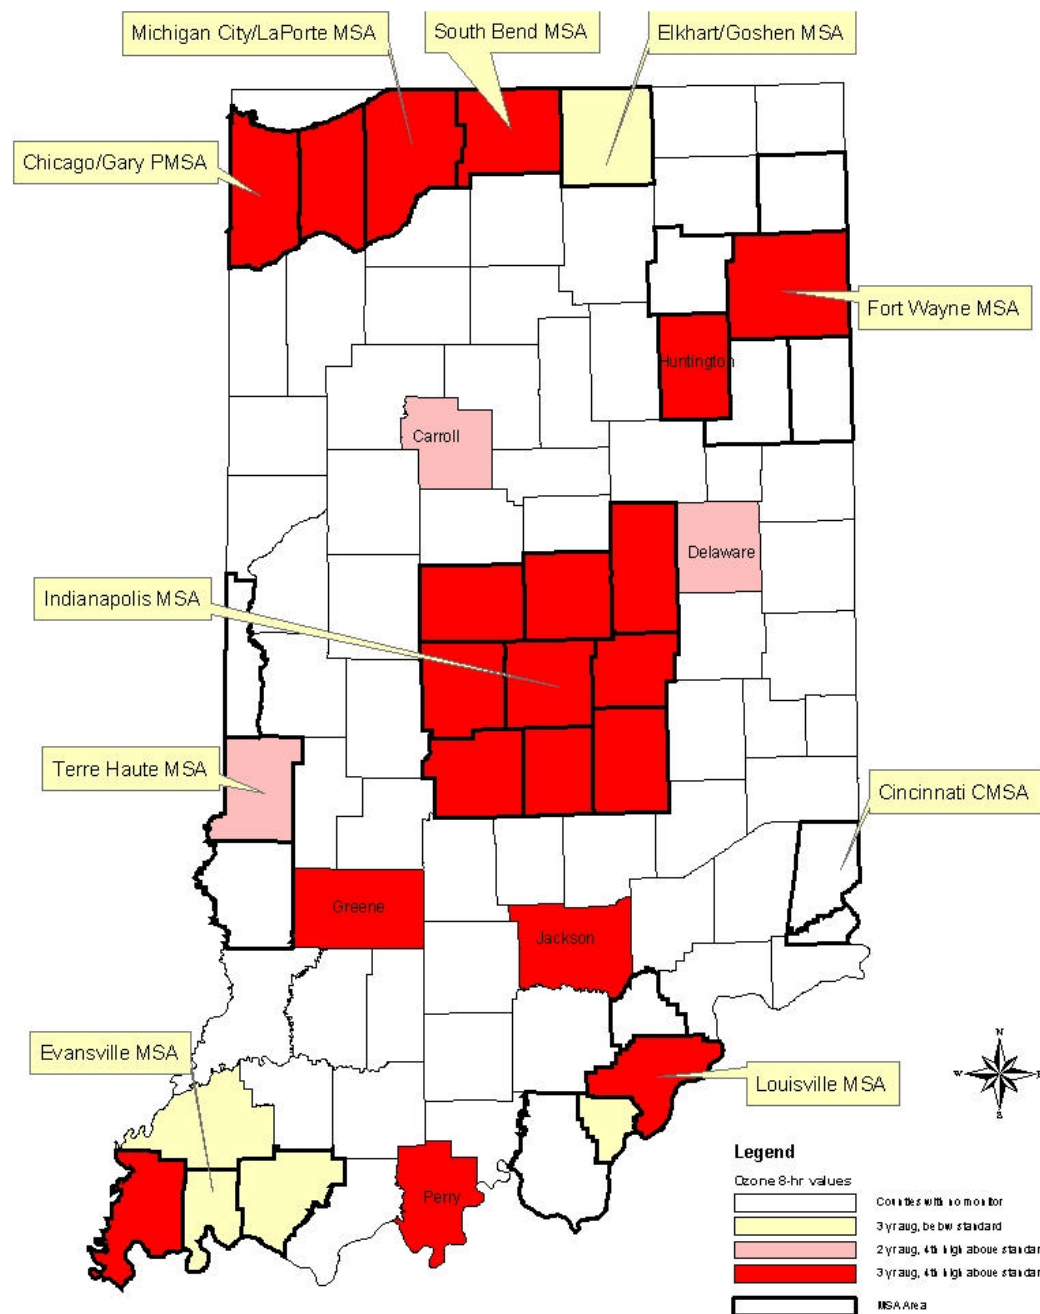 Michigan City/LaPorte MSA
South Bend MSA
Elkhart/Goshen MSA
Chicago/Gary PMSA
Fort Wayne MSA
Huntington
Carroll
Delaware
Indianapolis MSA
Terre Haute MSA
Cincinnati CMSA
Greene
Jackson
Evansville MSA
Louisville MSA
Perry
N
W
E
S
Legend
Ozone 8-hr values
Counties with no monitor
3 yr avg, below standard
2 yr avg, 4th high above standard
3 yr avg, 4th high above standard
MSA Area